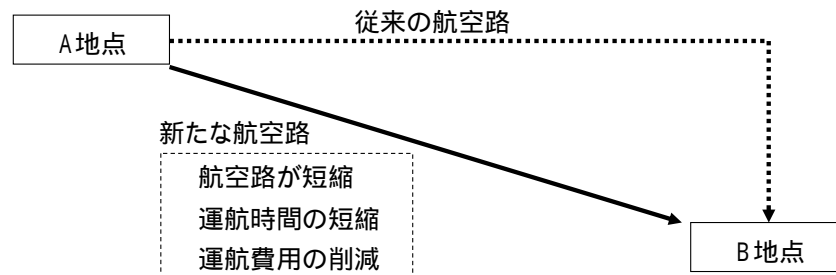 従来の航空路
A地点
新たな航空路
航空路が短縮
運航時間の短縮
運航費用の削減
B地点